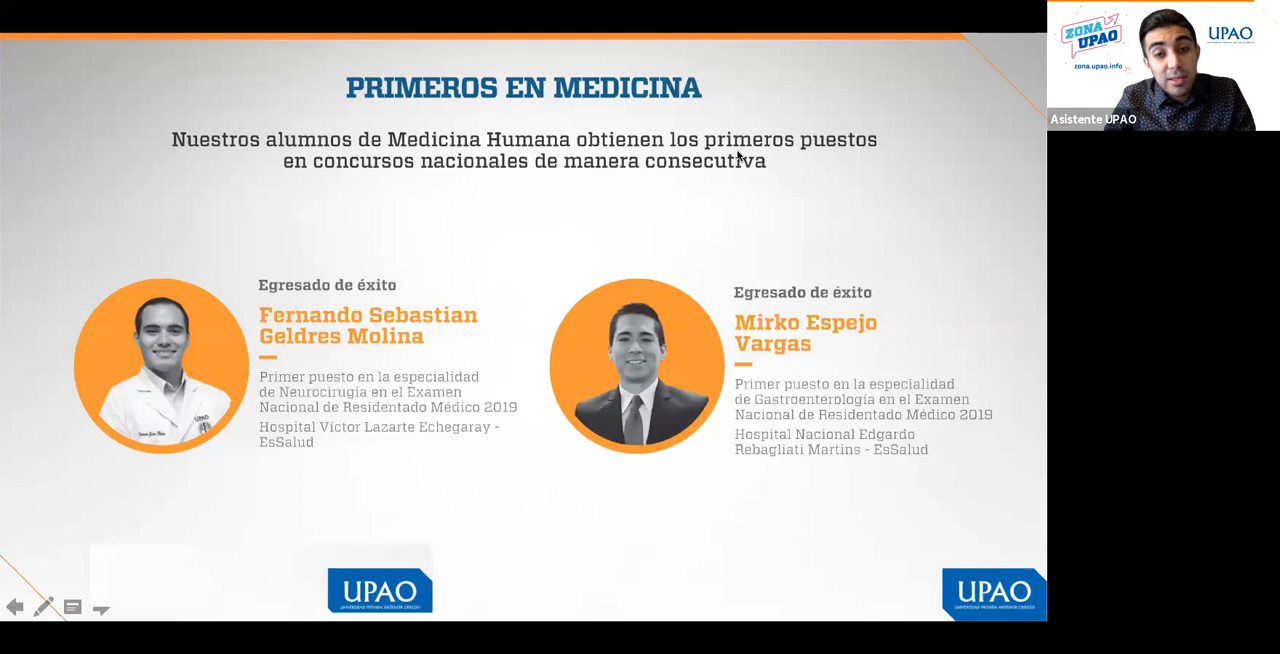 PRIMEROS EN MEDICINA
Nuestros alumnos de Medicina Humana obtienen los primeros puestos
en concursos nacionales de manera consecutiva
Egresado de éxito
Fernando Sebastian
Geldres Molina
Primer puesto en la especialidad
de Neurocirugía en el Examen
Nacional de Residentado Médico 2019
Hospital Víctor Lazarte Echegaray -
EsSalud
UPAO
Egresado de éxito
Mirko Espejo
Vargas
Primer puesto en la especialidad
de Gastroenterología en el Examen
Nacional de Residentado Médico 2019
Hospital Nacional Edgardo
Rebagliati Martins - EsSalud
UPAO
UNIVERSIDAD PRIVADA ANTENOR ORREGO
UPAO
UNIVERSIDAD PRIVADA ANTENOR ORREGO
ZONA
UPAO
zona.upao.info
UPAO
Asistente UPAO